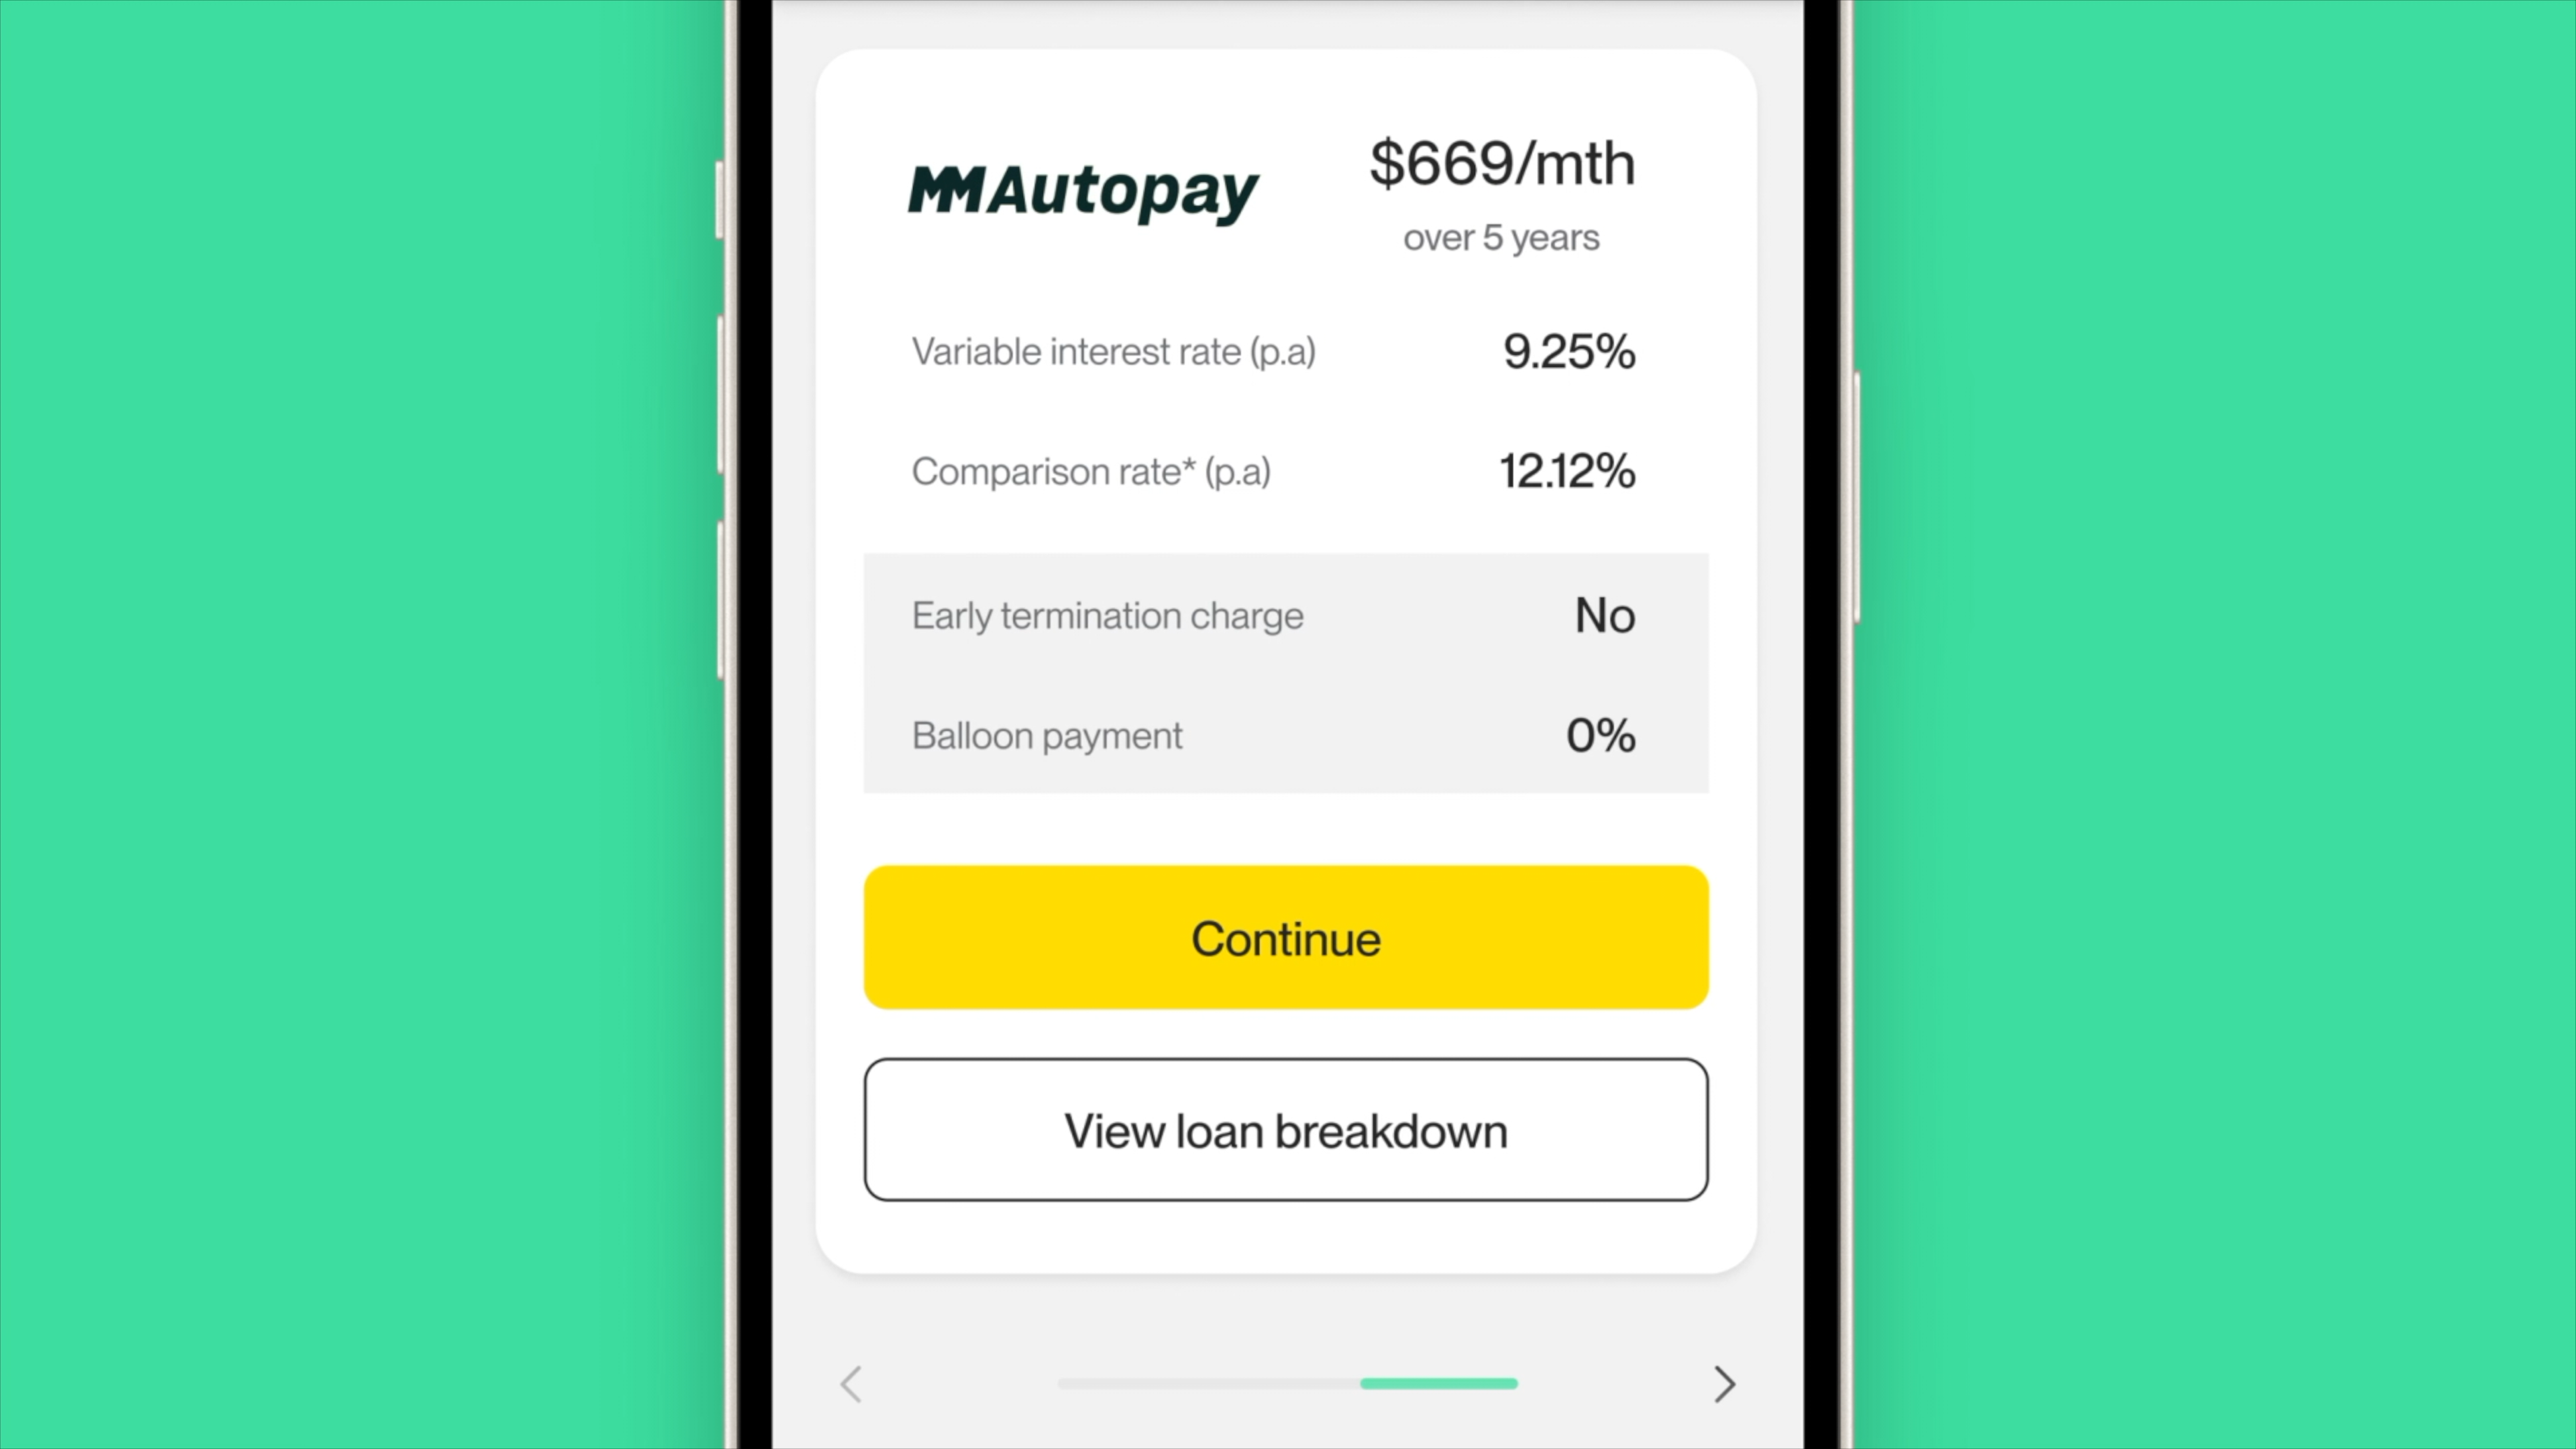 MMAutopay
$669/mth
over 5 years
Variable interest rate (p.a) 9.25%
Comparison rate* (p.a) 12.12%
Early termination charge No
Balloon payment 0%
Continue
View loan breakdown